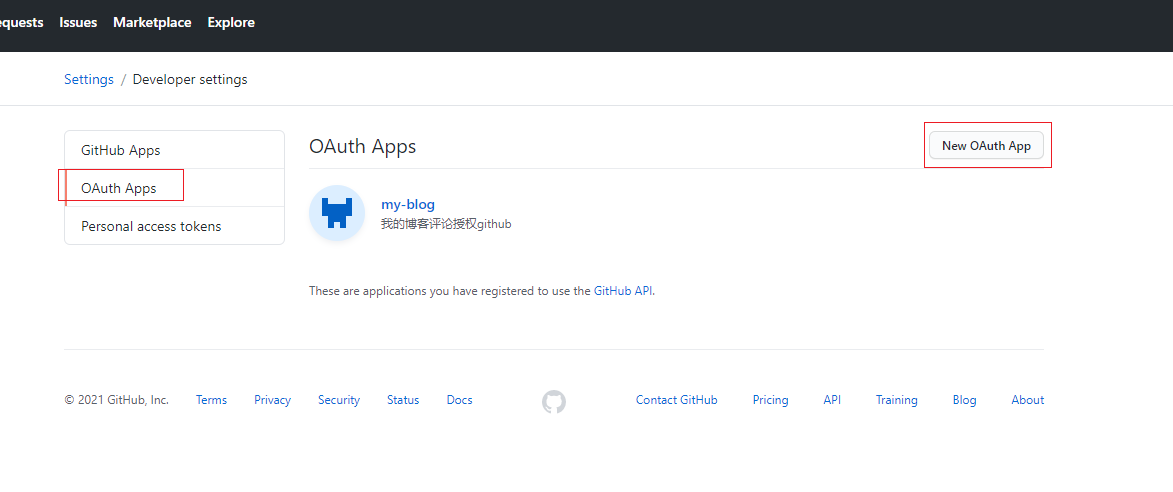 equests Issues Marketplace Explore
Settings / Developer settings
GitHub Apps
OAuth Apps
Personal access tokens
OAuth Apps
New OAuth App
my-blog
我的博客评论授权github
These are applications you have registered to use the GitHub API.
© 2021 GitHub, Inc. Terms Privacy Security Status Docs Contact GitHub Pricing API Training Blog About